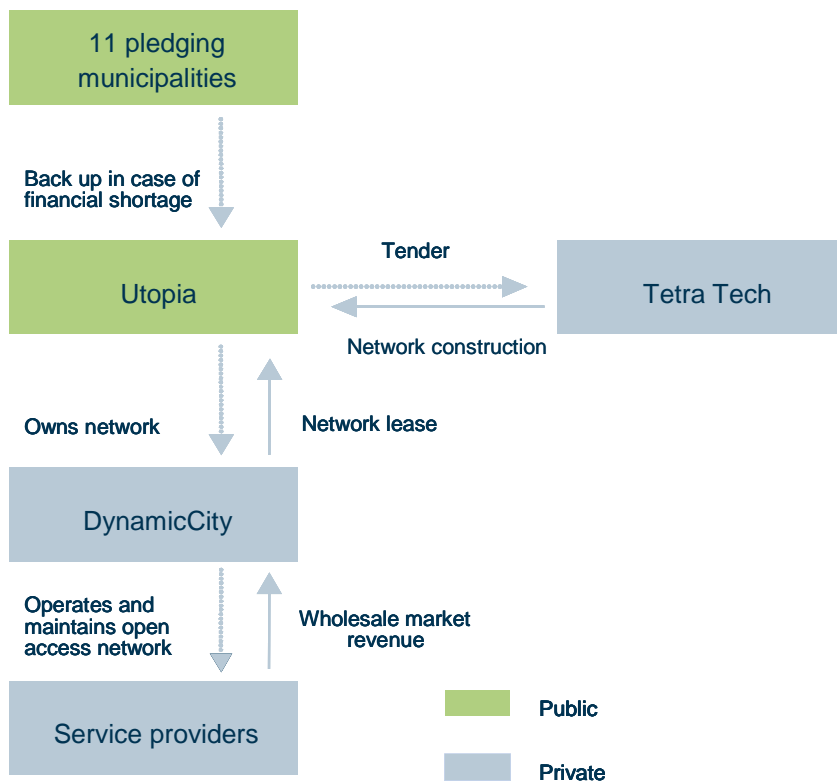 11 pledging
municipalities
Back up in case of
financial shortage
Tender
Utopia
Tetra Tech
Network construction
Owns network
Network lease
DynamicCity
Operates and
maintains open
access network
Wholesale market
revenue
Service providers
Public
Private